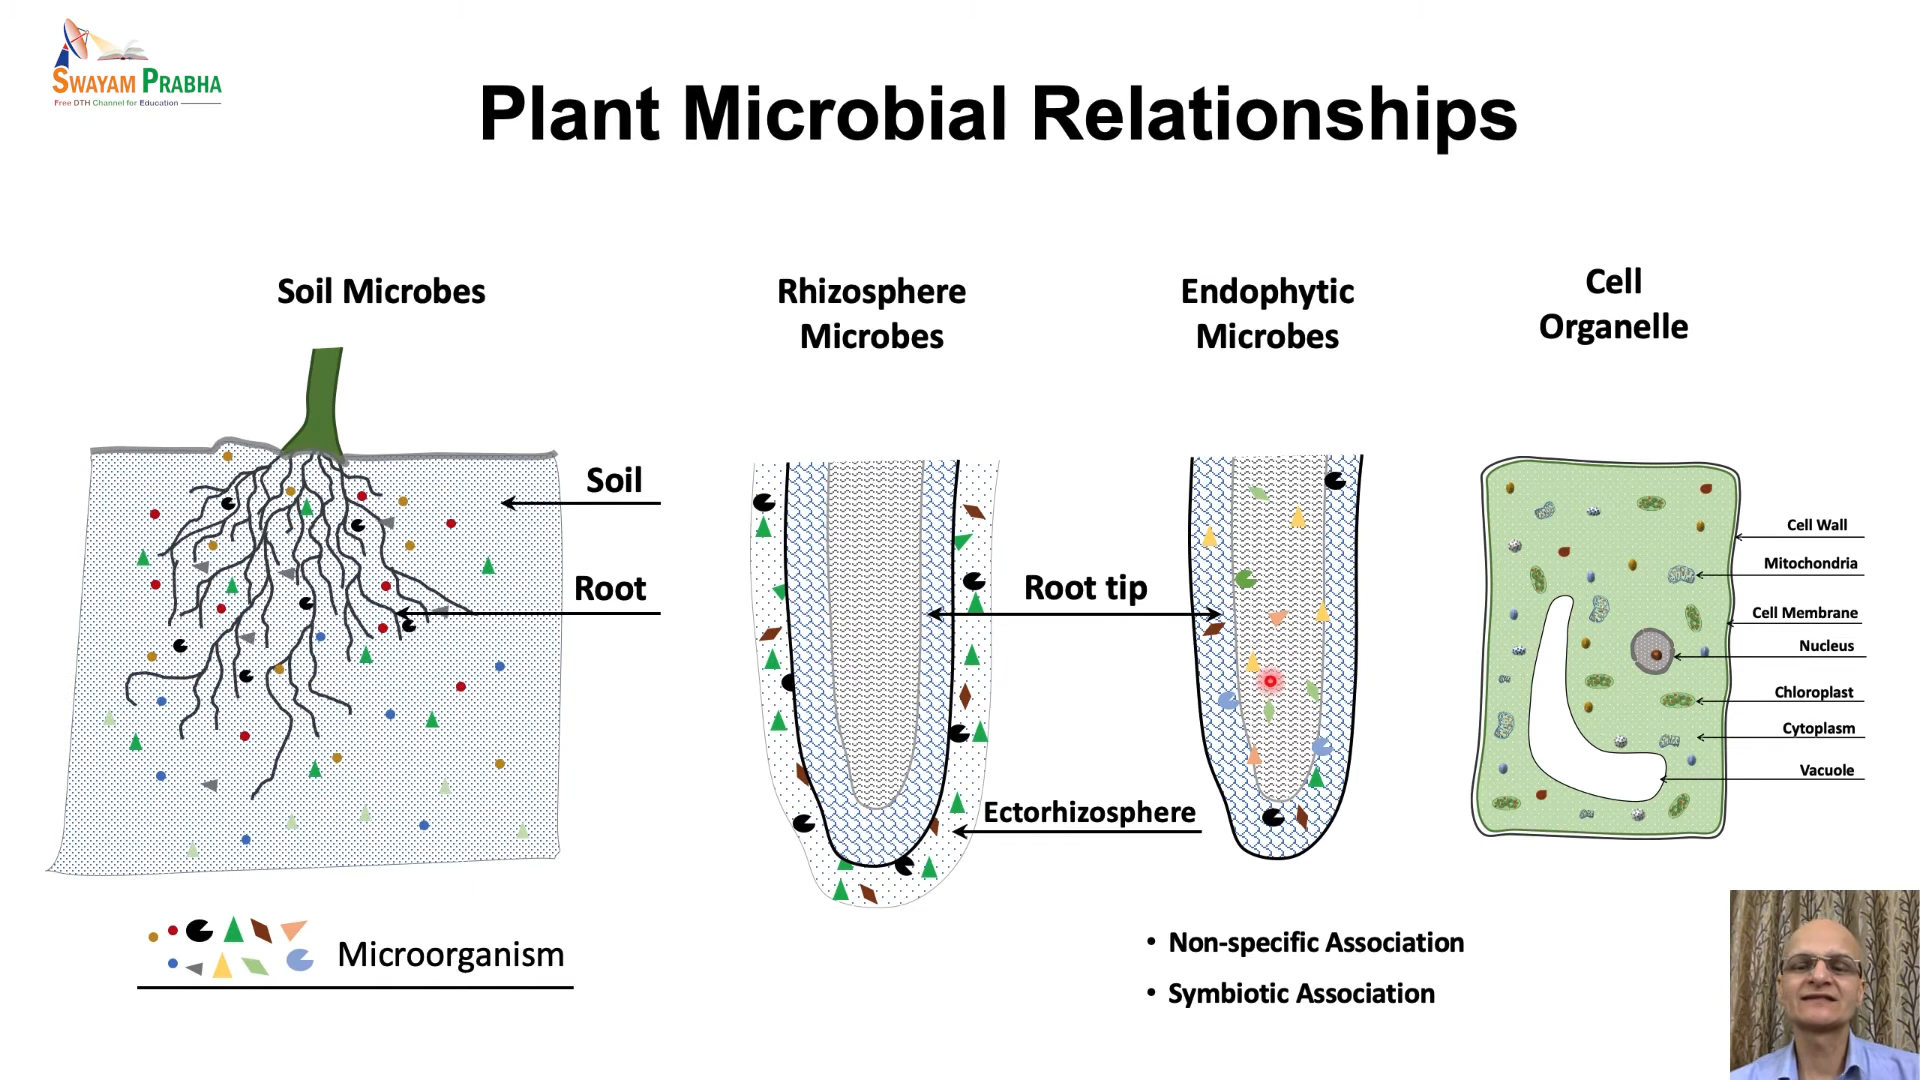 SWAYAM PRABHA
Free DTH Channel for Education
Plant Microbial Relationships
Soil Microbes
Rhizosphere
Microbes
Endophytic
Microbes
Cell
Organelle
Soil
Root
Root tip
Ectorhizosphere
Cell Wall
Mitochondria
Cell Membrane
Nucleus
Chloroplast
Cytoplasm
Vacuole
Microorganism
• Non-specific Association
• Symbiotic Association